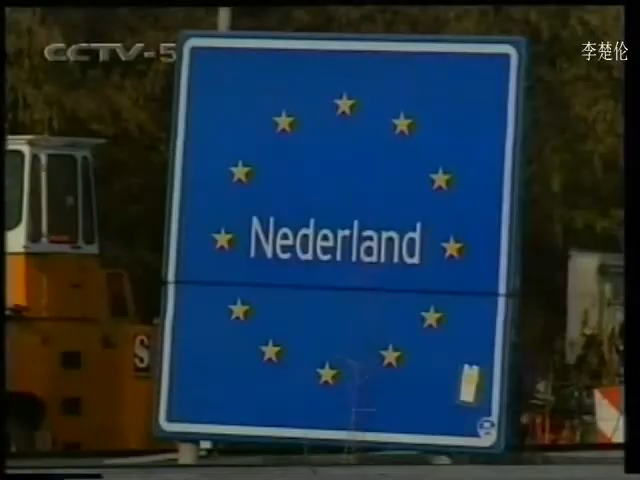 CCTV-5
李楚伦
Nederland
S